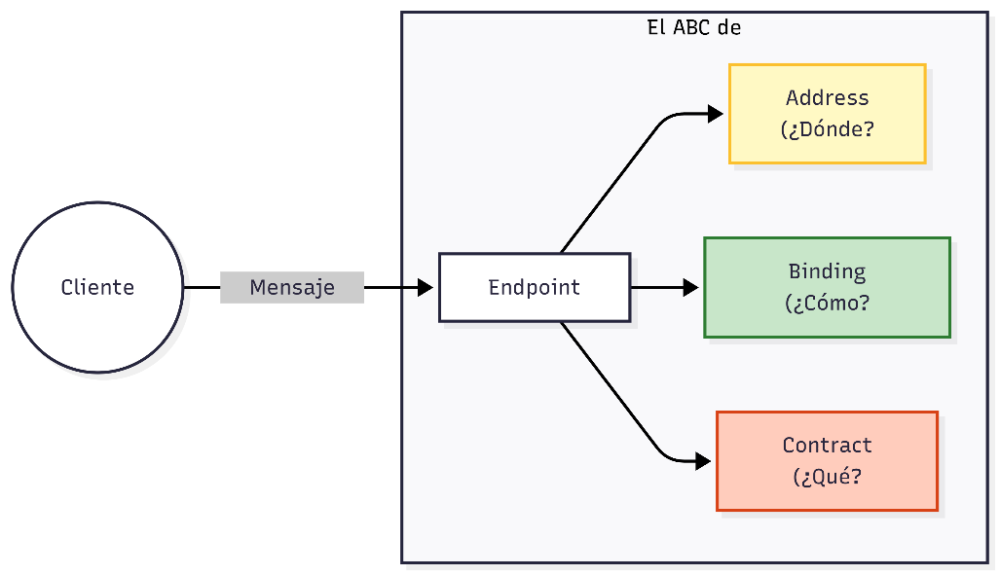 El ABC de
Address
(¿Dónde?
Cliente
Mensaje
Endpoint
Binding
(¿Cómo?
Contract
(¿Qué?